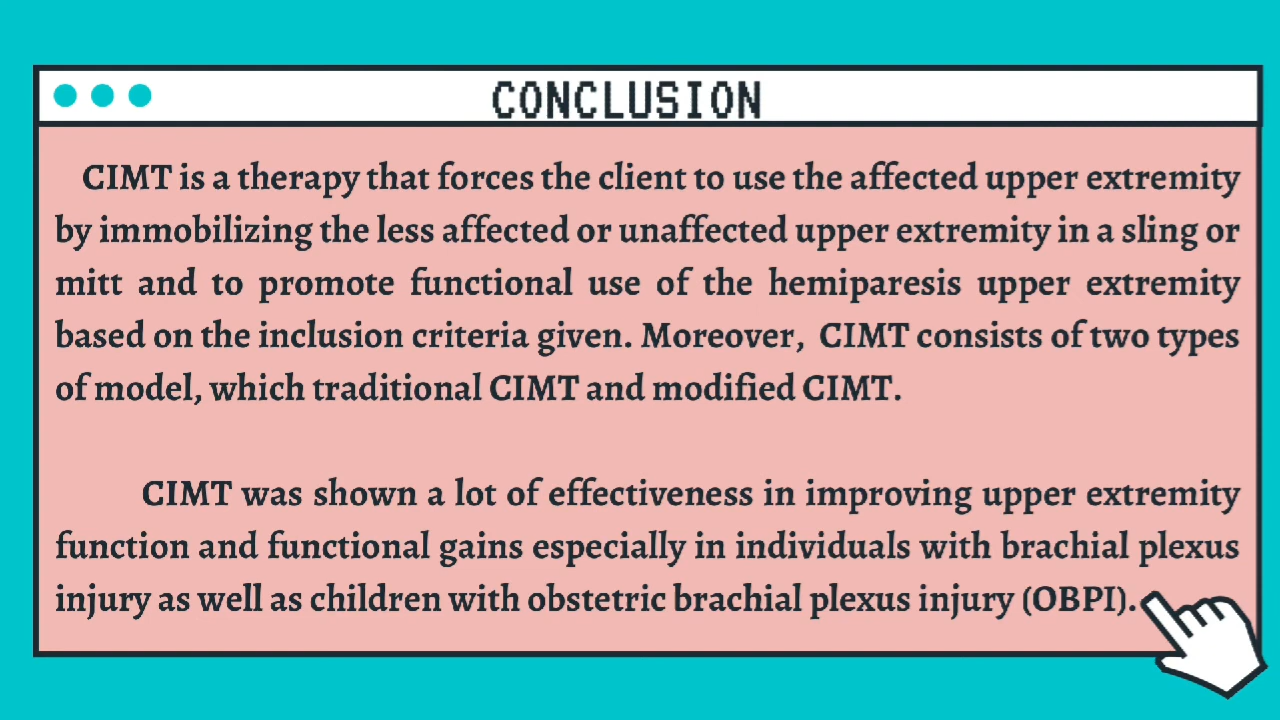 CONCLUSION
CIMT is a therapy that forces the client to use the affected upper extremity
by immobilizing the less affected or unaffected upper extremity in a sling or
mitt and to promote functional use of the hemiparesis upper extremity
based on the inclusion criteria given. Moreover, CIMT consists of two types
of model, which traditional CIMT and modified CIMT.
CIMT was shown a lot of effectiveness in improving upper extremity
function and functional gains especially in individuals with brachial plexus
injury as well as children with obstetric brachial plexus injury (OBPI).